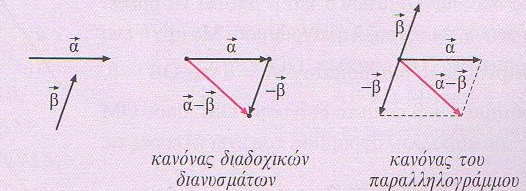 α⃗
β⃗
α⃗
−β⃗
α⃗−β⃗
β⃗
α⃗
−β⃗
α⃗−β⃗
κανόνας διαδοχικών
διανυσμάτων
κανόνας του
παραλληλογράμμου